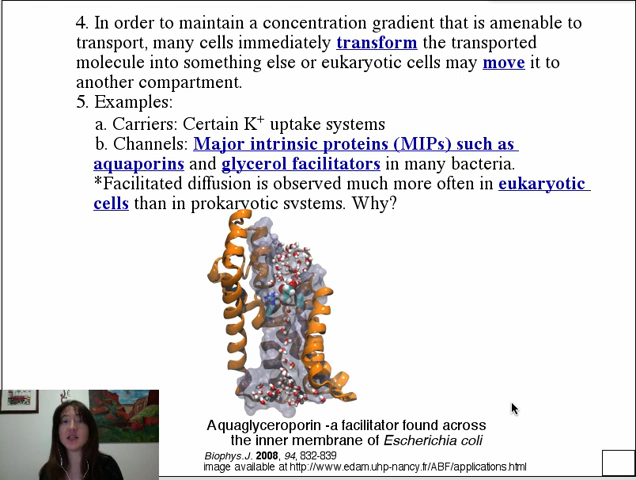 4. In order to maintain a concentration gradient that is amenable to
transport, many cells immediately transform the transported
molecule into something else or eukaryotic cells may move it to
another compartment.
5. Examples:
a. Carriers: Certain K+ uptake systems
b. Channels: Major intrinsic proteins (MIPs) such as
aquaporins and glycerol facilitators in many bacteria.
*Facilitated diffusion is observed much more often in eukaryotic
cells than in prokaryotic systems. Why?
Aquaglyceroporin -a facilitator found across
the inner membrane of Escherichia coli
Biophys.J. 2008, 94, 832-839
image available at http://www.edam.uhp-nancy.fr/ABF/applications.html